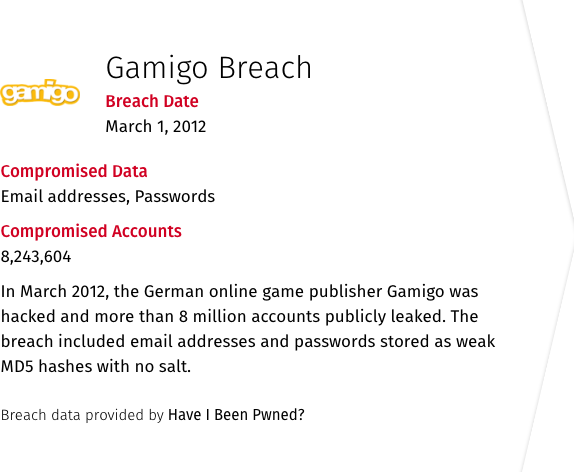 gamigo
Gamigo Breach
Breach Date
March 1, 2012
Compromised Data
Email addresses, Passwords
Compromised Accounts
8,243,604
In March 2012, the German online game publisher Gamigo was
hacked and more than 8 million accounts publicly leaked. The
breach included email addresses and passwords stored as weak
MD5 hashes with no salt.
Breach data provided by Have I Been Pwned?